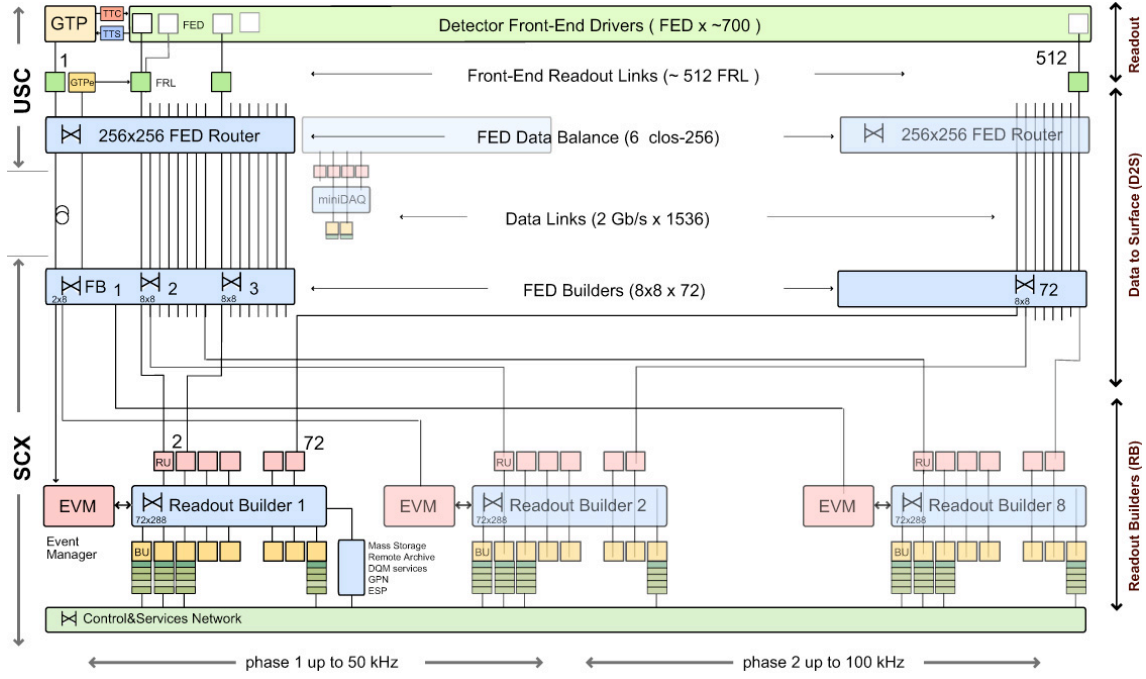 GTP
TTC
TTS
FED
Detector Front-End Drivers ( FED x ~700)
Readout
USC
1
GTPe
FRL
Front-End Readout Links (~ 512 FRL )
512
256x256 FED Router
FED Data Balance (6 clos-256)
256x256 FED Router
miniDAQ
Data Links (2 Gb/s x 1536)
Data to Surface (D2S)
FB 1
2x8
2
8x8
3
8x8
FED Builders (8x8 x 72)
72
8x8
SCX
2
72
RU
RU
RU
EVM
Readout Builder 1
72x288
EVM
Readout Builder 2
72x288
EVM
Readout Builder 8
72x288
Readout Builders (RB)
Event
Manager
BU
Mass Storage
Remote Archive
DQM services
GPN
ESP
BU
BU
Control&Services Network
phase 1 up to 50 kHz
phase 2 up to 100 kHz